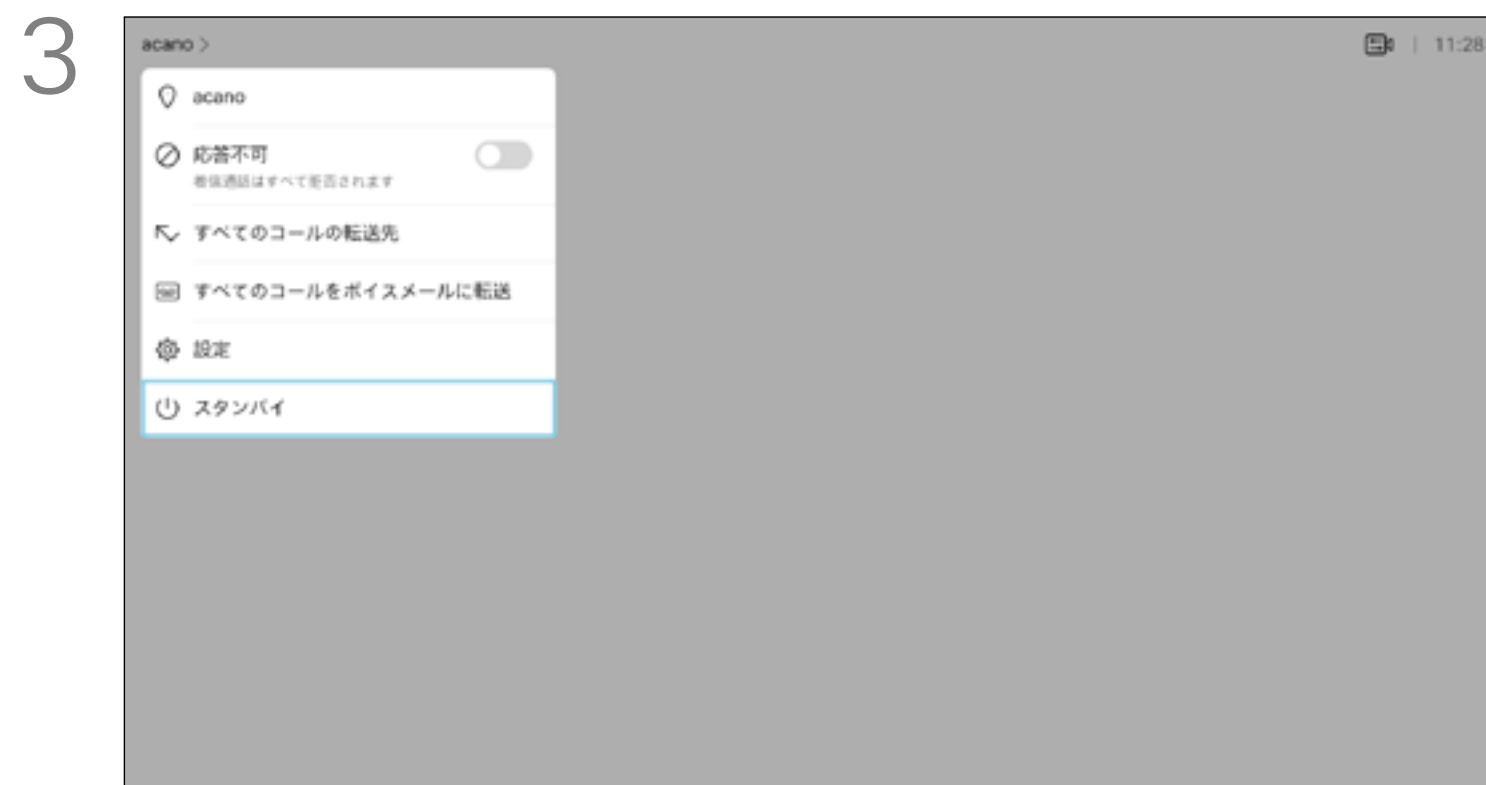 3
acano >
11:28
acano
応答不可
着信通話はすべて拒否されます
すべてのコールの転送先
すべてのコールをボイスメールに転送
設定
スタンバイ